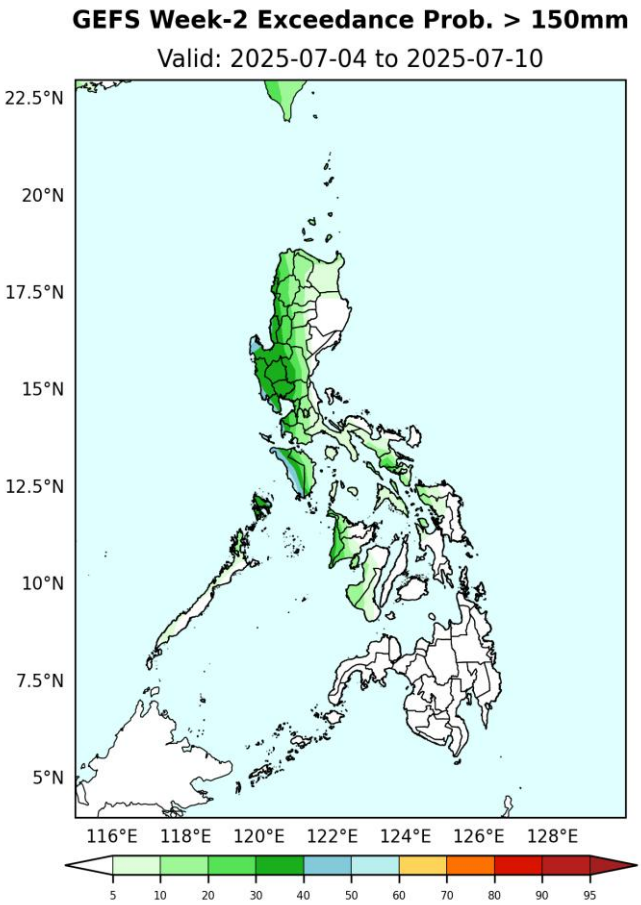 GEFS Week-2 Exceedance Prob. > 150mm
Valid: 2025-07-04 to 2025-07-10
22.5°N
20°N
17.5°N
15°N
12.5°N
10°N
7.5°N
5°N
116°E 118°E 120°E 122°E 124°E 126°E 128°E
5 10 20 30 40 50 60 70 80 90 95